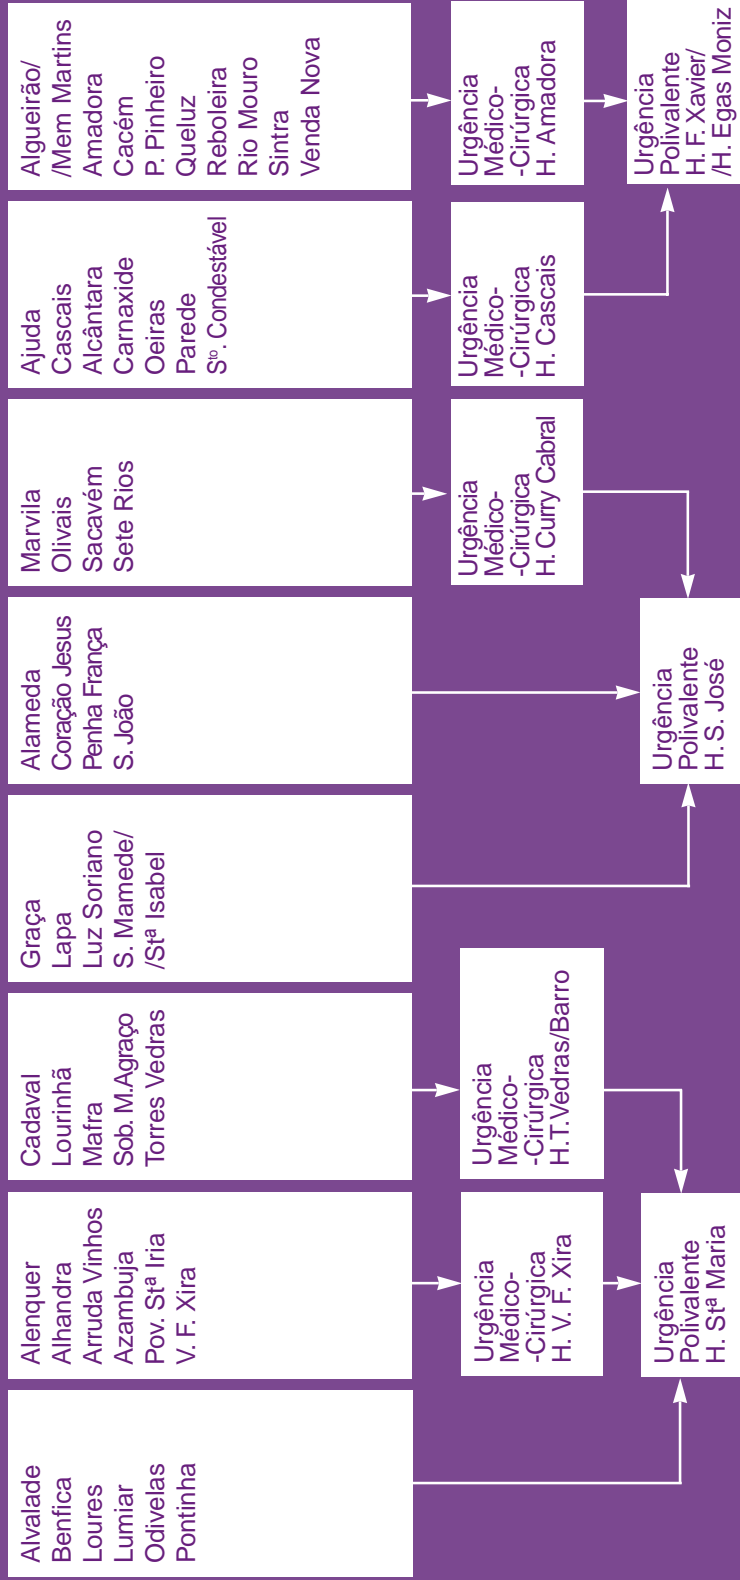 Alvalade
Benfica
Loures
Lumiar
Odivelas
Pontinha
Alenquer
Alhandra
Arruda Vinhos
Azambuja
Pov. Stª Iria
V. F. Xira
Cadaval
Lourinhã
Mafra
Sob. M.Agraço
Torres Vedras
Graça
Lapa
Luz Soriano
S. Mamede/
/Stª Isabel
Alameda
Coração Jesus
Penha França
S. João
Marvila
Olivais
Sacavém
Sete Rios
Ajuda
Cascais
Alcântara
Carnaxide
Oeiras
Parede
Sᵗᵒ. Condestável
Algueirão/
/Mem Martins
Amadora
Cacém
P. Pinheiro
Queluz
Reboleira
Rio Mouro
Sintra
Venda Nova
Urgência
Médico-
-Cirúrgica
H. V. F. Xira
Urgência
Médico-
-Cirúrgica
H.T.Vedras/Barro
Urgência
Médico-
-Cirúrgica
H. Curry Cabral
Urgência
Médico-
-Cirúrgica
H. Cascais
Urgência
Médico-
-Cirúrgica
H. Amadora
Urgência
Polivalente
H. Stª Maria
Urgência
Polivalente
H. S. José
Urgência
Polivalente
H. F. Xavier/
/H. Egas Moniz